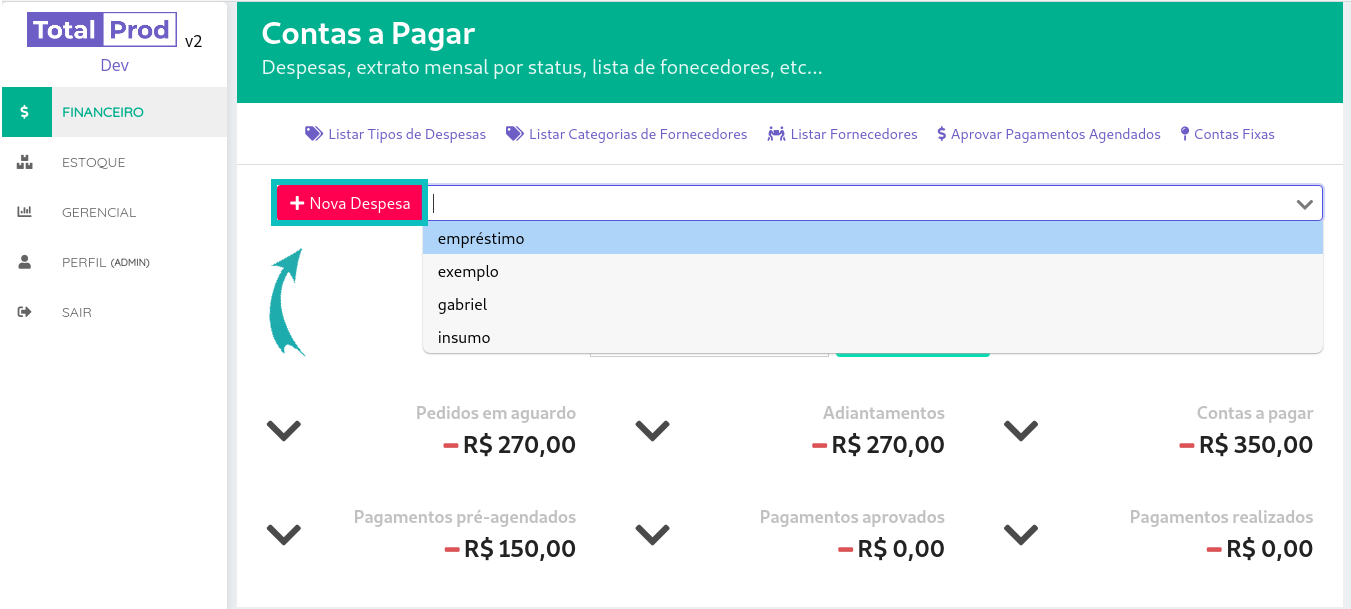 Total Prod v2
Dev
FINANCEIRO
ESTOQUE
GERENCIAL
PERFIL (ADMIN)
SAIR
Contas a Pagar
Despesas, extrato mensal por status, lista de fonecedores, etc...
Listar Tipos de Despesas Listar Categorias de Fornecedores Listar Fornecedores Aprovar Pagamentos Agendados Contas Fixas
Nova Despesa
empréstimo
exemplo
gabriel
insumo
Pedidos em aguardo Adiantamentos Contas a pagar
– R$ 270,00 – R$ 270,00 – R$ 350,00
Pagamentos pré-agendados Pagamentos aprovados Pagamentos realizados
– R$ 150,00 – R$ 0,00 – R$ 0,00